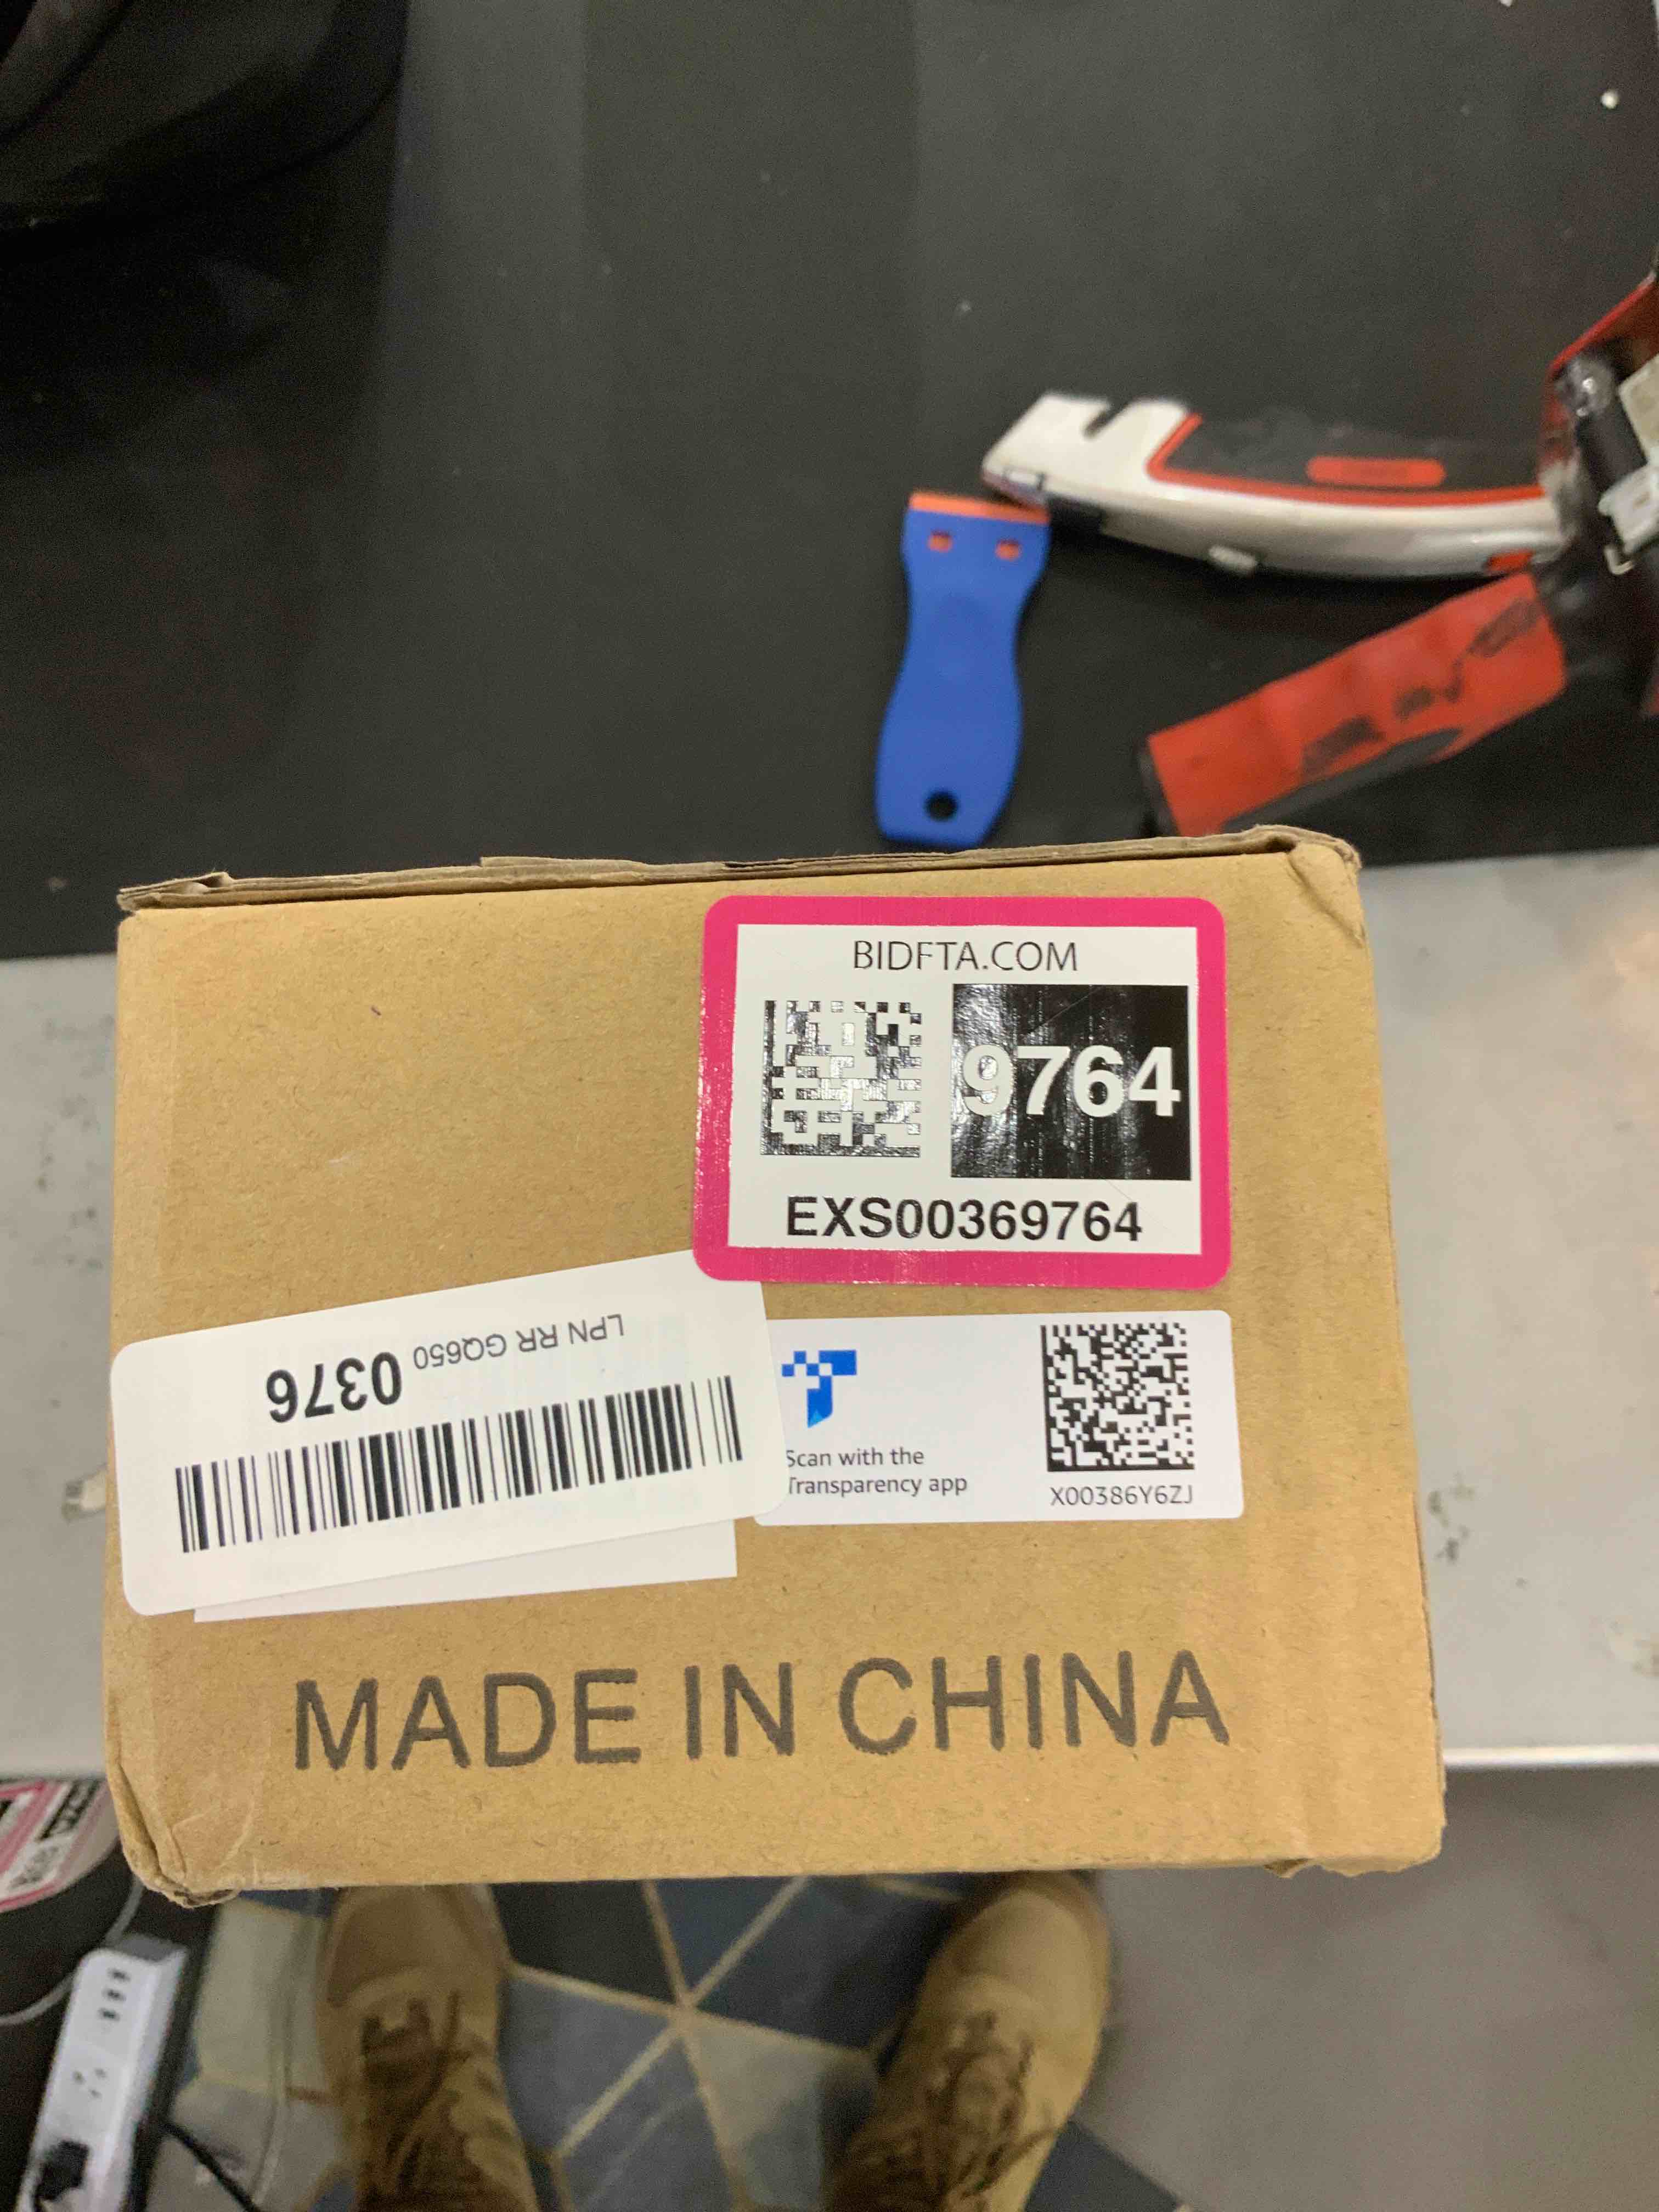 BIDFTA.COM
9764
EXS00369764
LPN RR GQ650 0376
Scan with the
Transparency app
X00386Y6ZJ
MADE IN CHINA